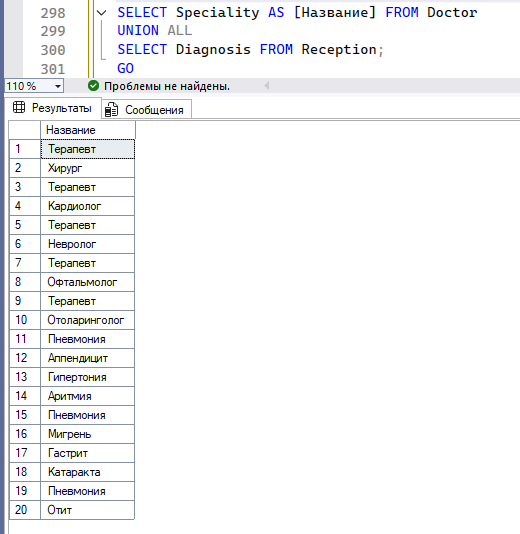 298 SELECT Speciality AS [Название] FROM Doctor
299 UNION ALL
300 SELECT Diagnosis FROM Reception;
301 GO
110 % Проблемы не найдены.
Результаты Сообщения
Название
1 Терапевт
2 Хирург
3 Терапевт
4 Кардиолог
5 Терапевт
6 Невролог
7 Терапевт
8 Офтальмолог
9 Терапевт
10 Отоларинголог
11 Пневмония
12 Аппендицит
13 Гипертония
14 Аритмия
15 Пневмония
16 Мигрень
17 Гастрит
18 Катаракта
19 Пневмония
20 Отит